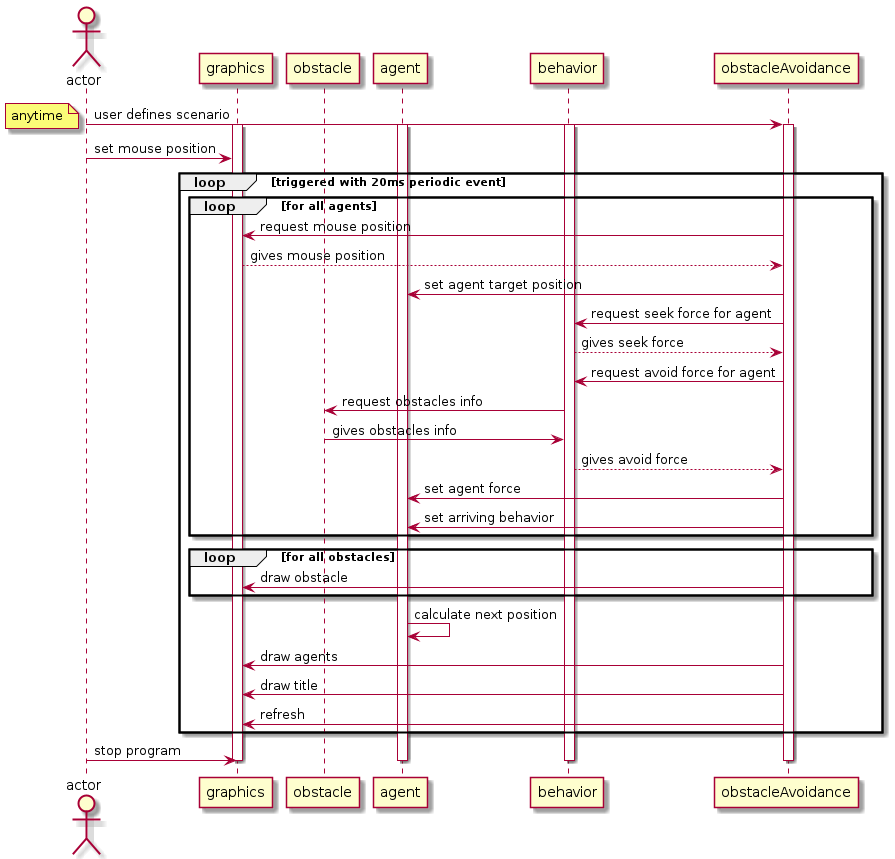 actor
graphics
obstacle
agent
behavior
obstacleAvoidance
anytime
user defines scenario
set mouse position
loop [triggered with 20ms periodic event]
loop [for all agents]
request mouse position
gives mouse position
set agent target position
request seek force for agent
gives seek force
request avoid force for agent
request obstacles info
gives obstacles info
gives avoid force
set agent force
set arriving behavior
loop [for all obstacles]
draw obstacle
calculate next position
draw agents
draw title
refresh
stop program
actor
graphics
obstacle
agent
behavior
obstacleAvoidance